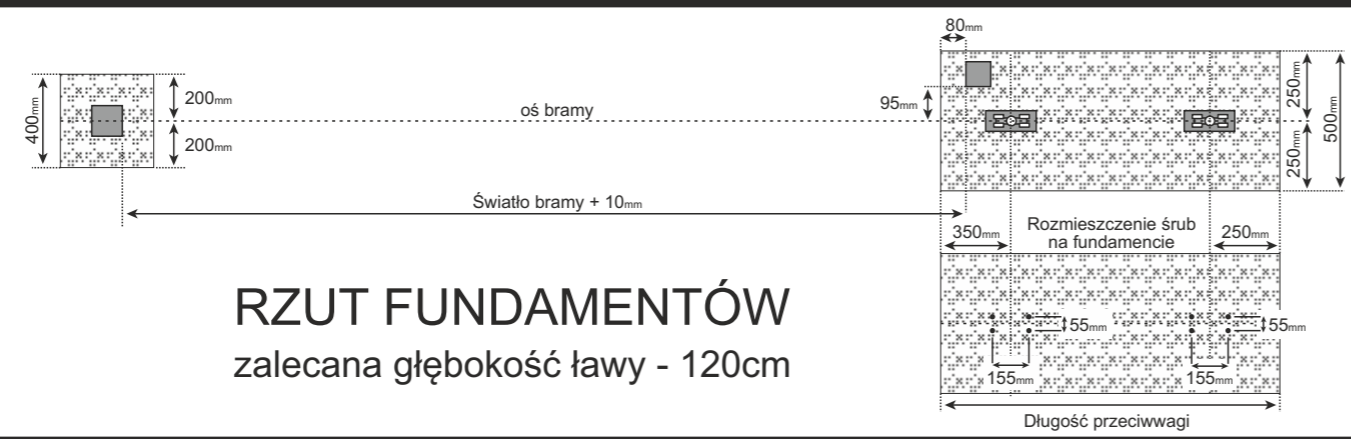 80mm
400mm
200mm
200mm
oś bramy
95mm
250mm
250mm
500mm
Światło bramy + 10mm
350mm
Rozmieszczenie śrub
na fundamencie
250mm
RZUT FUNDAMENTÓW
zalecana głębokość ławy - 120cm
55mm
55mm
155mm
155mm
Długość przeciwwagi